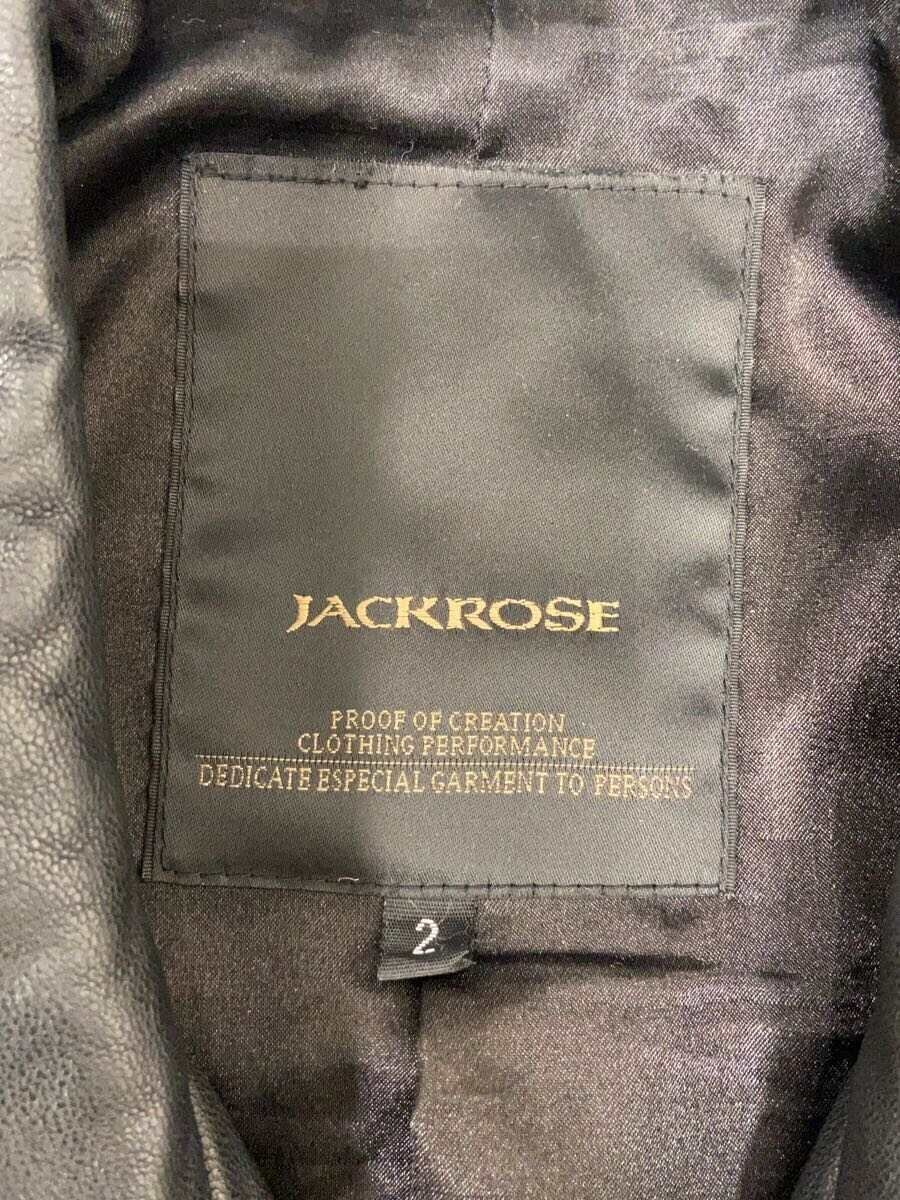 JACKROSE
PROOF OF CREATION
CLOTHING PERFORMANCE
DEDICATE ESPECIAL GARMENT TO PERSONS
2